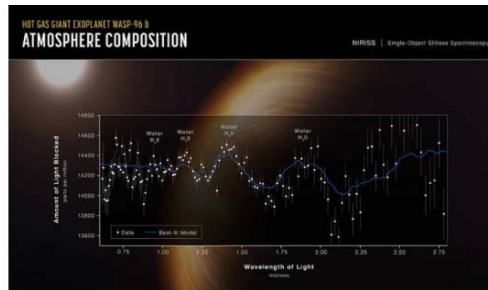 HOT GAS GIANT EXOPLANET WASP-96 b
ATMOSPHERE COMPOSITION
NIRISS | Single-Object Slitless Spectroscopy
14800
14600
14400
14200
14000
13800
13600
Amount of Light Blocked
parts per million
Water
H₂O
Water
H₂O
Water
H₂O
Water
H₂O
Data
Best-fit Model
0.75
1.00
1.25
1.50
1.75
2.00
2.25
2.50
2.75
Wavelength of Light
microns